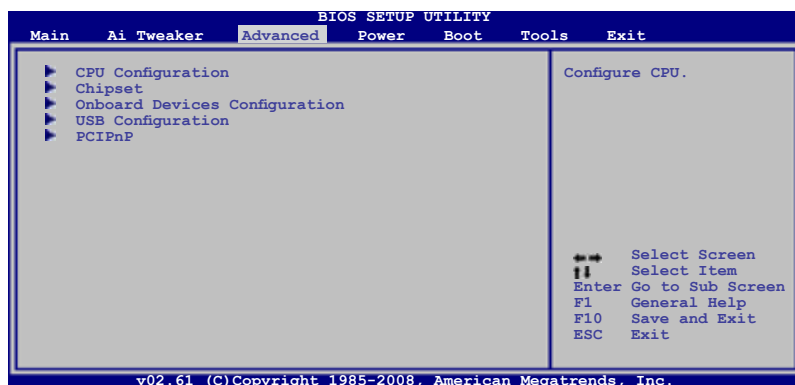 BIOS SETUP UTILITY
Main Ai Tweaker Advanced Power Boot Tools Exit
CPU Configuration
Chipset
Onboard Devices Configuration
USB Configuration
PCIPnP
Configure CPU.
Select Screen
Select Item
Enter Go to Sub Screen
F1 General Help
F10 Save and Exit
ESC Exit
v02.61 (C)Copyright 1985-2008, American Megatrends, Inc.